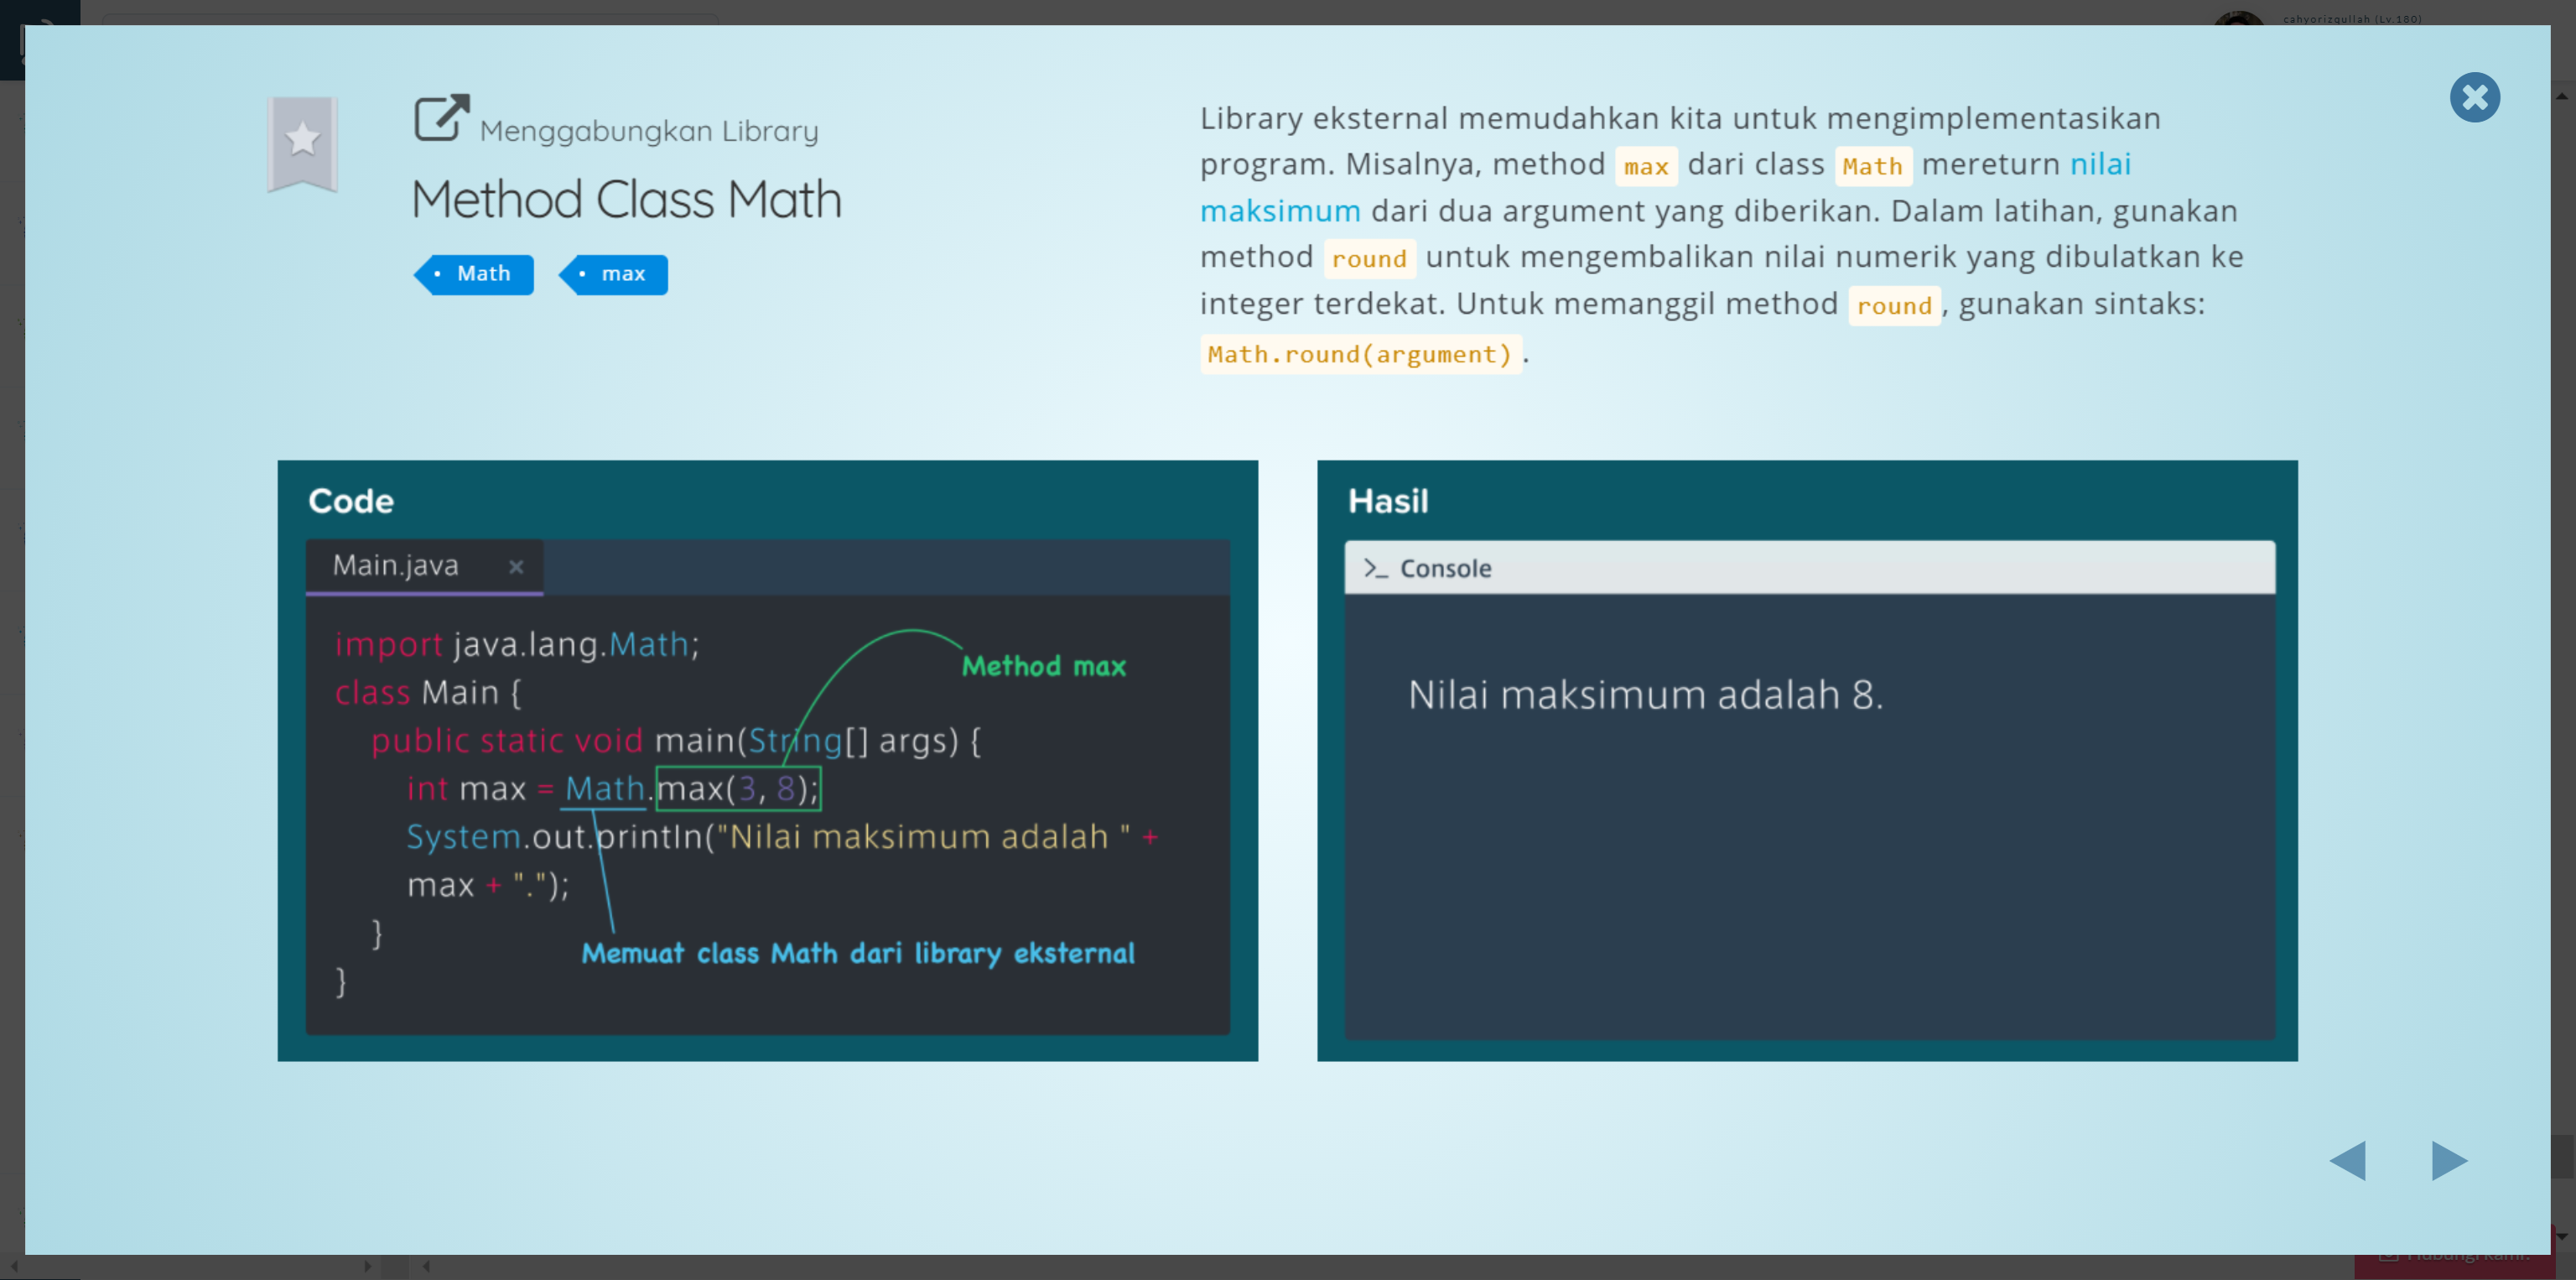 cahyorizqullah (Lv.180)
Menggabungkan Library
Method Class Math
• Math
• max
Library eksternal memudahkan kita untuk mengimplementasikan
program. Misalnya, method max dari class Math mereturn nilai
maksimum dari dua argument yang diberikan. Dalam latihan, gunakan
method round untuk mengembalikan nilai numerik yang dibulatkan ke
integer terdekat. Untuk memanggil method round, gunakan sintaks:
Math.round(argument).
Code
Main.java ×
import java.lang.Math;
class Main {
public static void main(String[] args) {
int max = Math.max(3, 8);
System.out.println("Nilai maksimum adalah " +
max + ".");
}
}
Method max
Memuat class Math dari library eksternal
Hasil
>_ Console
Nilai maksimum adalah 8.
Hubungi kami